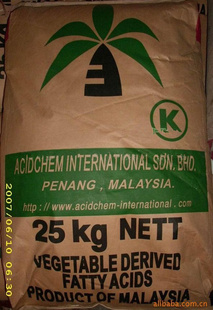 K
ACIDCHEM INTERNATIONAL SDN. BHD.
PENANG, MALAYSIA.
http://www.acidchem-international.com
25 kg NETT
VEGETABLE DERIVED
FATTY ACIDS
PRODUCT OF MALAYSIA
2007/06/10 06:30
alibaba.com.cn